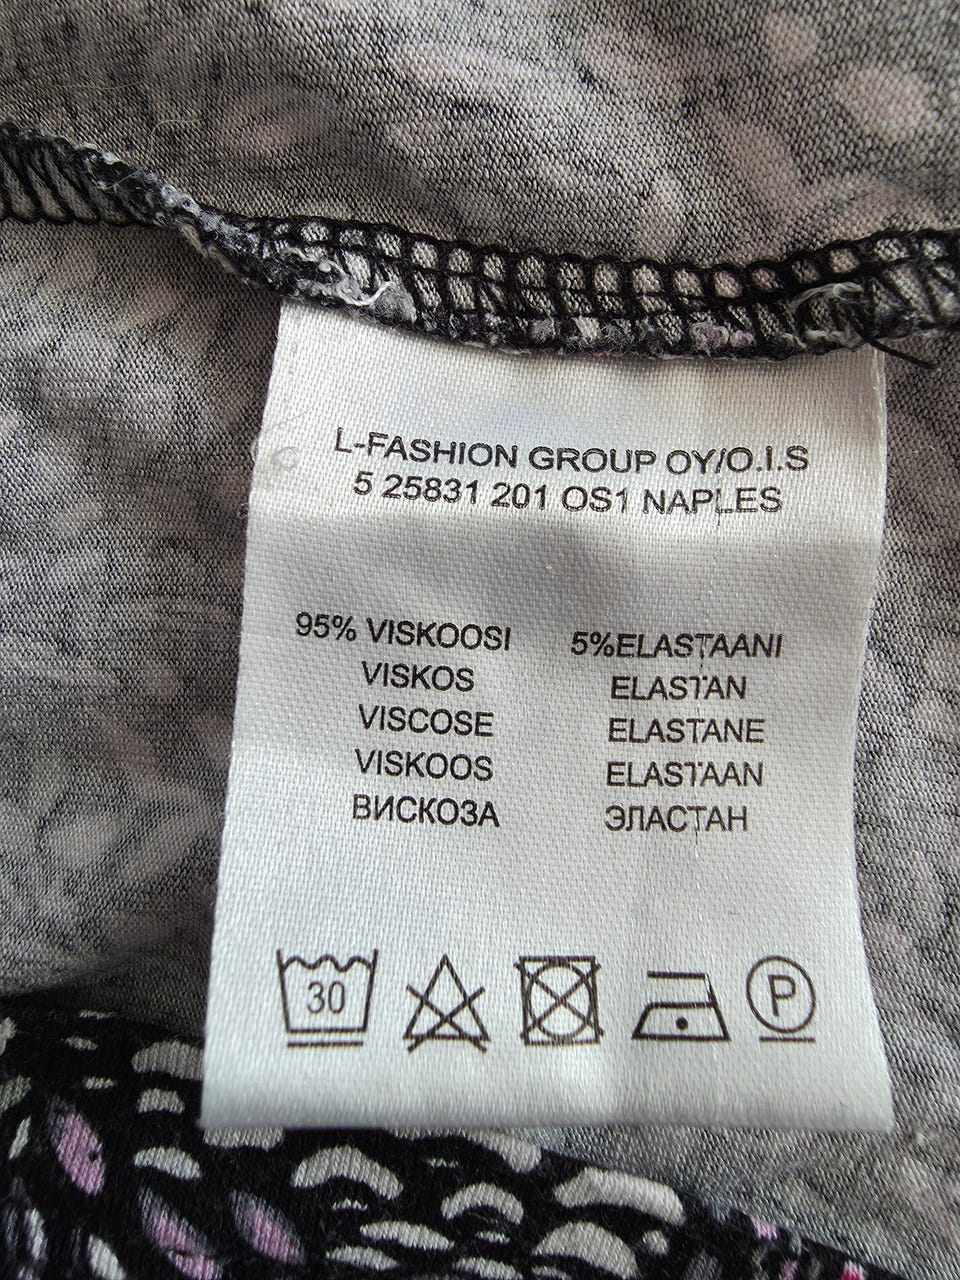 L-FASHION GROUP OY/O.I.S
5 25831 201 OS1 NAPLES
95% VISKOOSI 5%ELASTAANI
VISKOS ELASTAN
VISCOSE ELASTANE
VISKOOS ELASTAAN
ВИСКОЗА ЭЛАСТАН
30 P